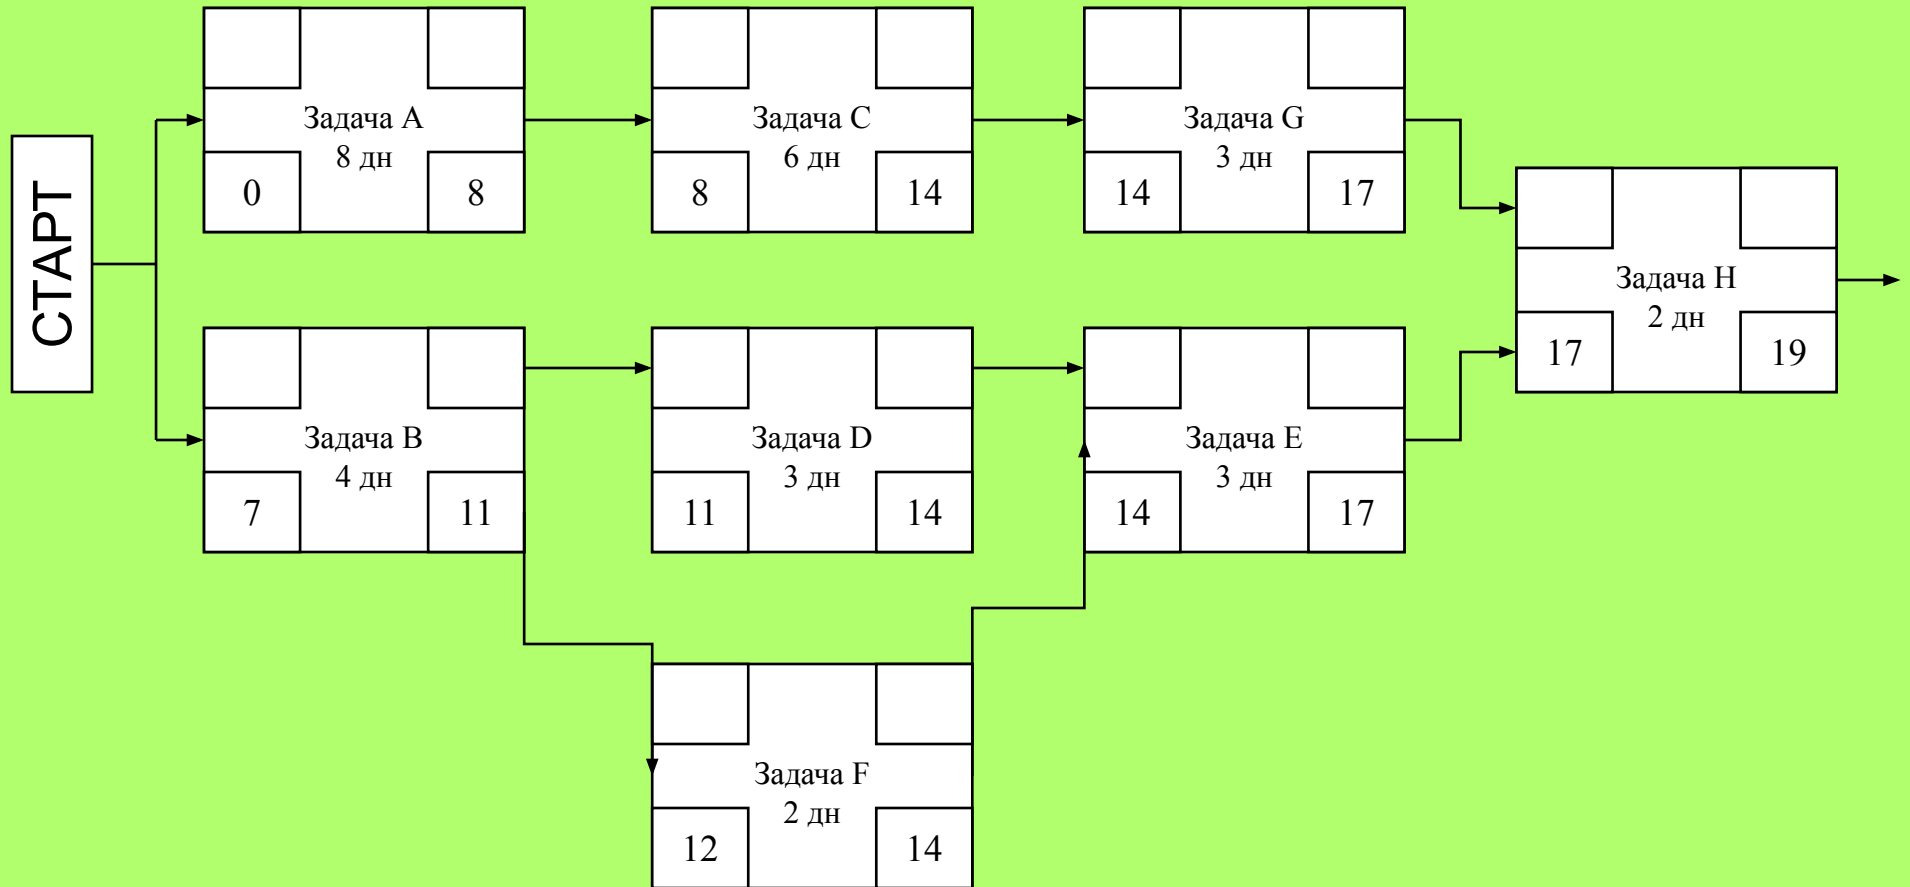 СТАРТ
Задача A
8 дн
0
8
Задача C
6 дн
8
14
Задача G
3 дн
14
17
Задача H
2 дн
17
19
Задача B
4 дн
7
11
Задача D
3 дн
11
14
Задача E
3 дн
14
17
Задача F
2 дн
12
14